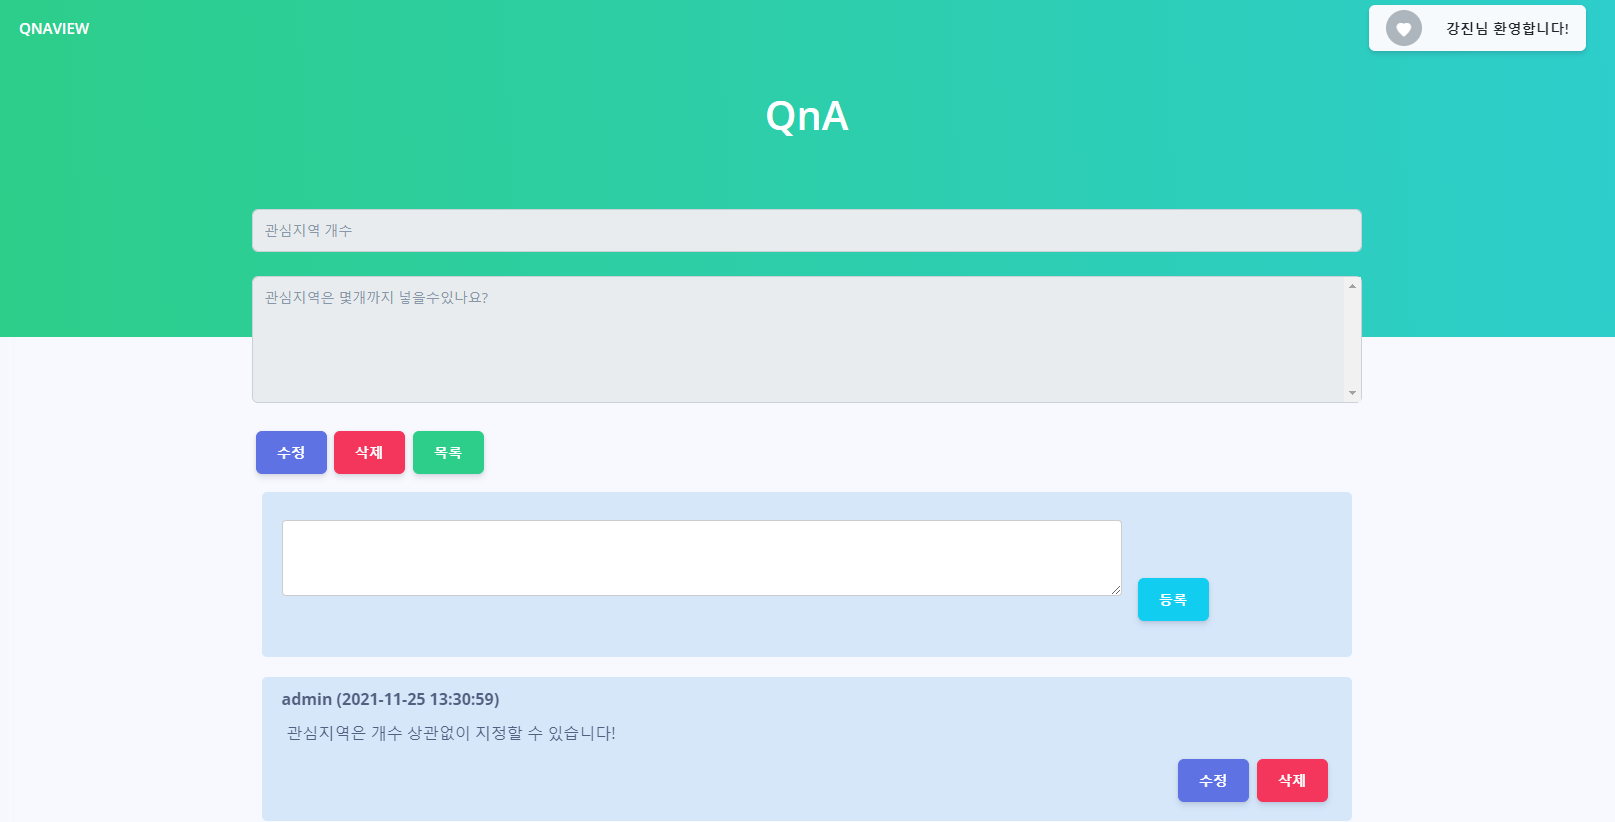 QNAVIEW
강진님 환영합니다!
QnA
관심지역 개수
관심지역은 몇개까지 넣을수있나요?
수정 삭제 목록
등록
admin (2021-11-25 13:30:59)
관심지역은 개수 상관없이 지정할 수 있습니다!
수정 삭제